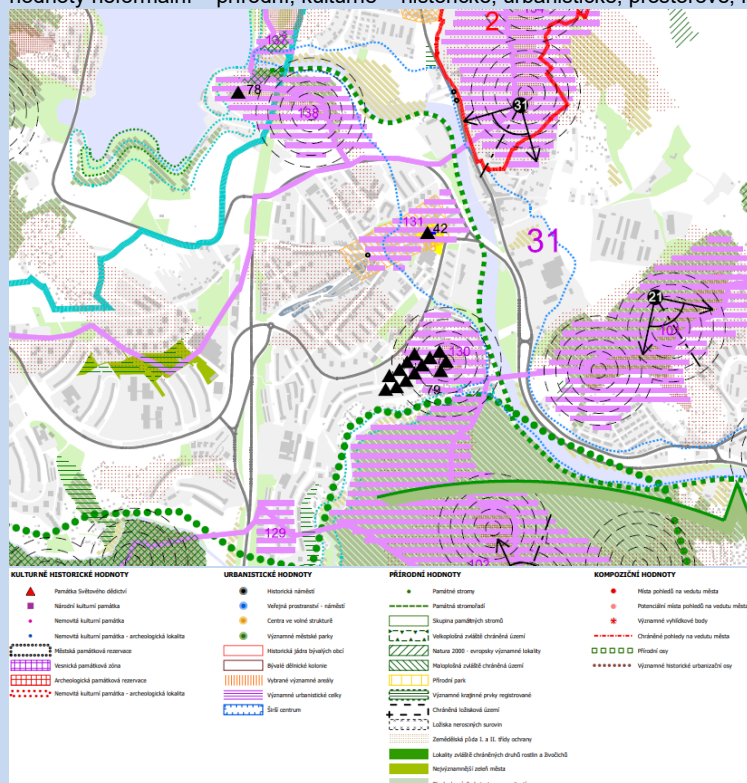 Hodnoty neformální – přírodní, kulturně – historické, urbanistické, prostorové,
2
78
138
31
131
42
31
21
130
79
129
102
KULTURNĚ HISTORICKÉ HODNOTY
Památka Světového dědictví
Národní kulturní památka
Nemovitá kulturní památka
Nemovitá kulturní památka - archeologická lokalita
Městská památková rezervace
Vesnická památková zóna
Archeologická památková rezervace
Nemovitá kulturní památka - archeologická lokalita
URBANISTICKÉ HODNOTY
Historická náměstí
Veřejná prostranství - náměstí
Centra ve volné struktuře
Významné městské parky
Historická jádra bývalých obcí
Bývalé dělnické kolonie
Vybrané významné areály
Významné urbanistické celky
Širší centrum
PŘÍRODNÍ HODNOTY
Památné stromy
Památné stromořadí
Skupina památných stromů
Velkoplošná zvláště chráněná území
Natura 2000 - evropsky významné lokality
Maloplošné zvláště chráněná území
Přírodní park
Významné krajinné prvky registrované
Chráněná ložisková území
Ložiska nerostných surovin
Zemědělská půda I. a II. třídy ochrany
Lokality zvláště chráněných druhů rostlin a živočichů
Nejvýznamnější zeleň města
KOMPOZIČNÍ HODNOTY
Místa pohledů na vedutu města
Potenciální místa pohledů na vedutu města
Významné vyhlídkové body
Chráněné pohledy na vedutu města
Přírodní osy
Významné historické urbanizační osy